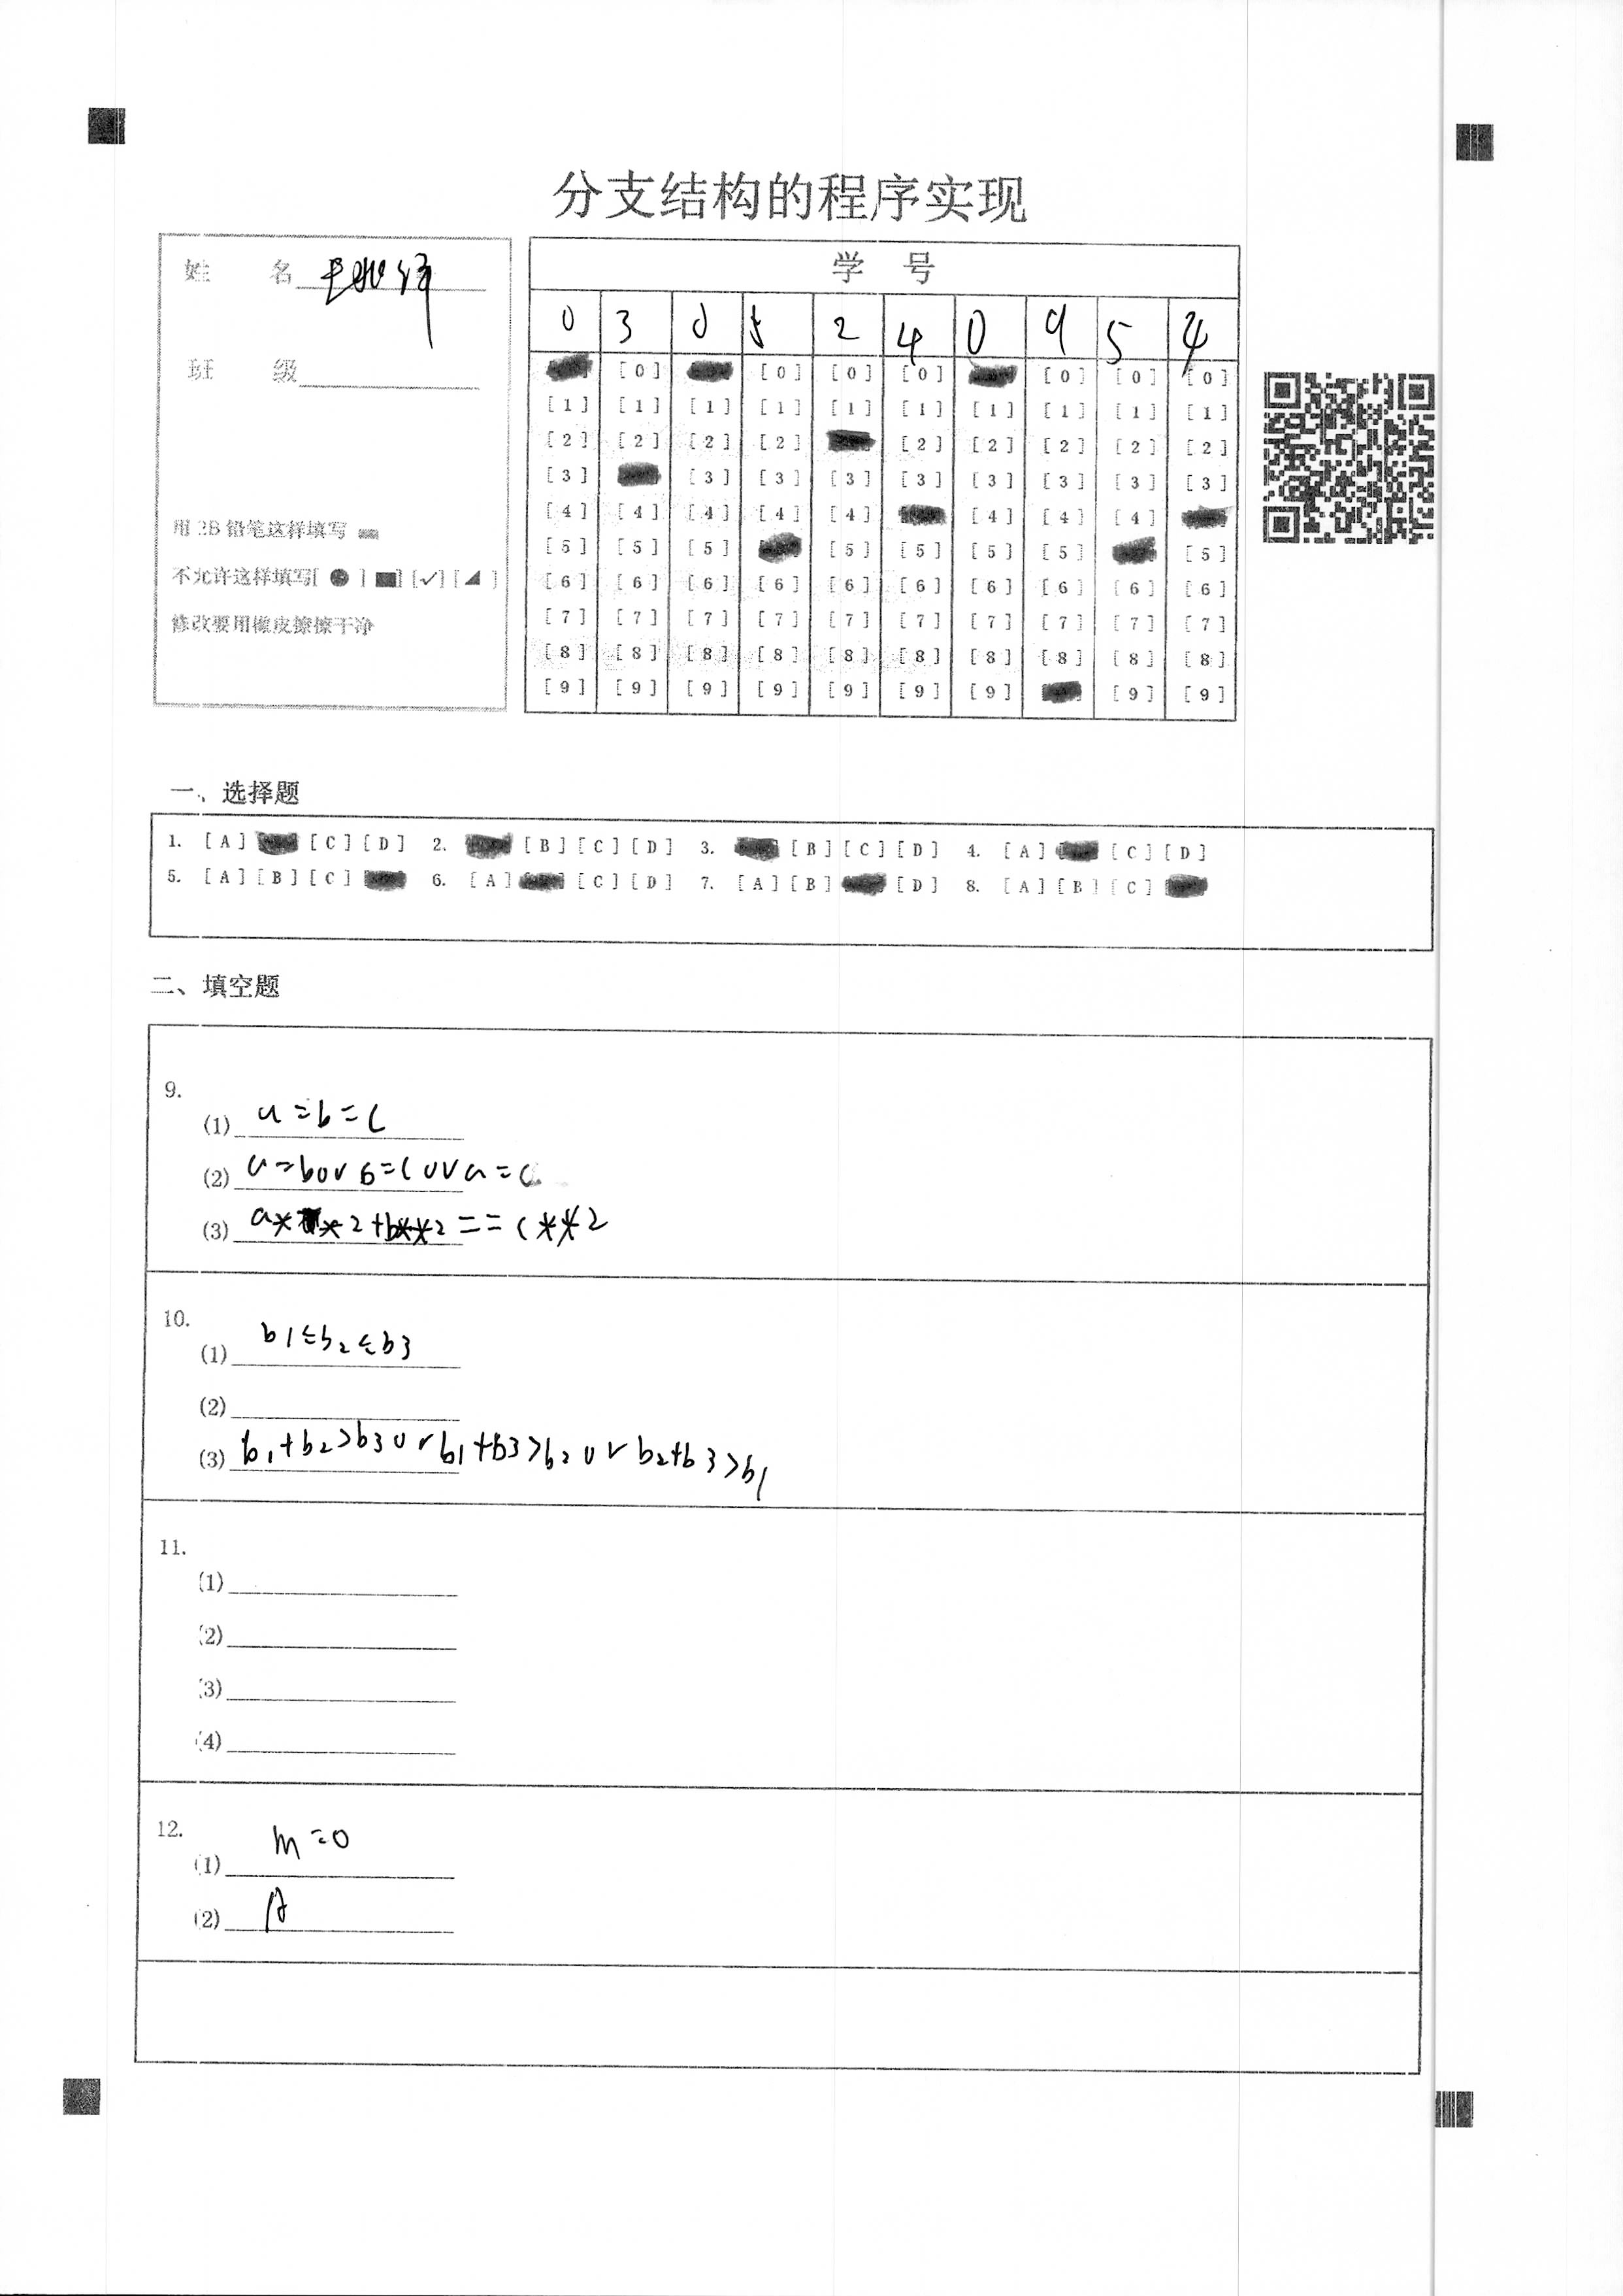 分支结构的程序实现
姓 名
班 级
用 2B 铅笔这样填写
不允许这样填写[ ● ] [■] [✓] [◢ ]
修改要用橡皮擦擦干净
学 号
0 3 0 5 2 4 0 9 5 4
[0] [0] [0] [0] [0] [0] [0]
[1] [1] [1] [1] [1] [1] [1] [1] [1] [1]
[2] [2] [2] [2] [2] [2] [2] [2] [2]
[3] [3] [3] [3] [3] [3] [3] [3] [3]
[4] [4] [4] [4] [4] [4] [4] [4]
[5] [5] [5] [5] [5] [5] [5] [5]
[6] [6] [6] [6] [6] [6] [6] [6] [6] [6]
[7] [7] [7] [7] [7] [7] [7] [7] [7] [7]
[8] [8] [8] [8] [8] [8] [8] [8] [8] [8]
[9] [9] [9] [9] [9] [9] [9] [9] [9]
一、选择题
1. [A] [C] [D] 2. [B] [C] [D] 3. [B] [C] [D] 4. [A] [C] [D]
5. [A] [B] [C] 6. [A] [C] [D] 7. [A] [B] [D] 8. [A] [B] [C]
二、填空题
9.
(1) a=b=c
(2) a=b or b=c or a=c
(3) a**2+b**2==c**2
10.
(1) b1≤b2≤b3
(2)
(3) b1+b2>b3 or b1+b3>b2 or b2+b3>b1
11.
(1)
(2)
(3)
(4)
12.
(1) m=0
(2) A